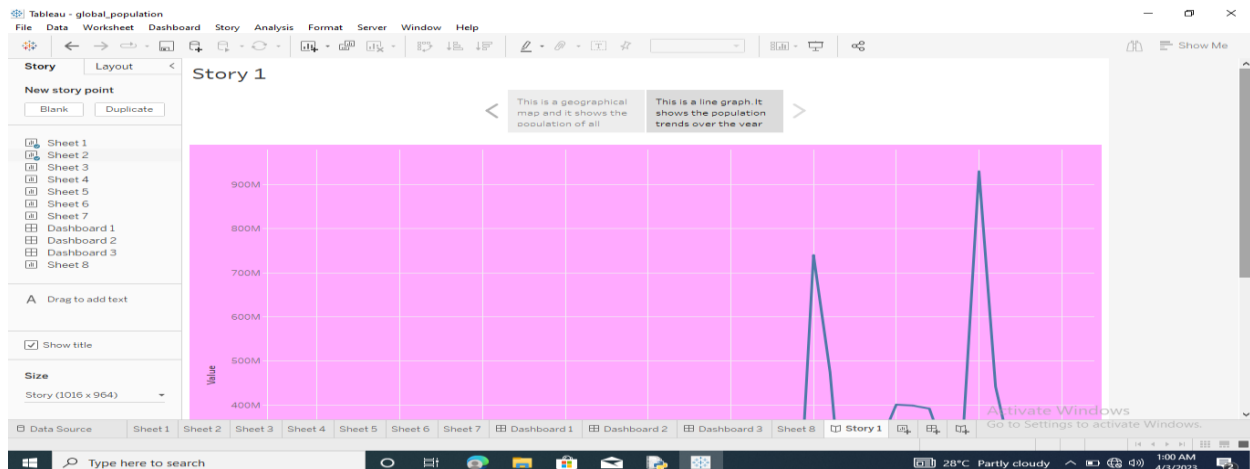 Tableau - global_population
File Data Worksheet Dashboard Story Analysis Format Server Window Help
Show Me
Story Layout
New story point
Blank Duplicate
Sheet 1
Sheet 2
Sheet 3
Sheet 4
Sheet 5
Sheet 6
Sheet 7
Dashboard 1
Dashboard 2
Dashboard 3
Sheet 8
A Drag to add text
Show title
Size
Story (1016 x 964)
Story 1
This is a geographical
map and it shows the
population of all
This is a line graph. It
shows the population
trends over the year
900M
800M
700M
600M
500M
400M
Value
Activate Windows
Go to Settings to activate Windows.
Data Source Sheet 1 Sheet 2 Sheet 3 Sheet 4 Sheet 5 Sheet 6 Sheet 7 Dashboard 1 Dashboard 2 Dashboard 3 Sheet 8 Story 1
Type here to search
28°C Partly cloudy
1:00 AM
4/3/2023